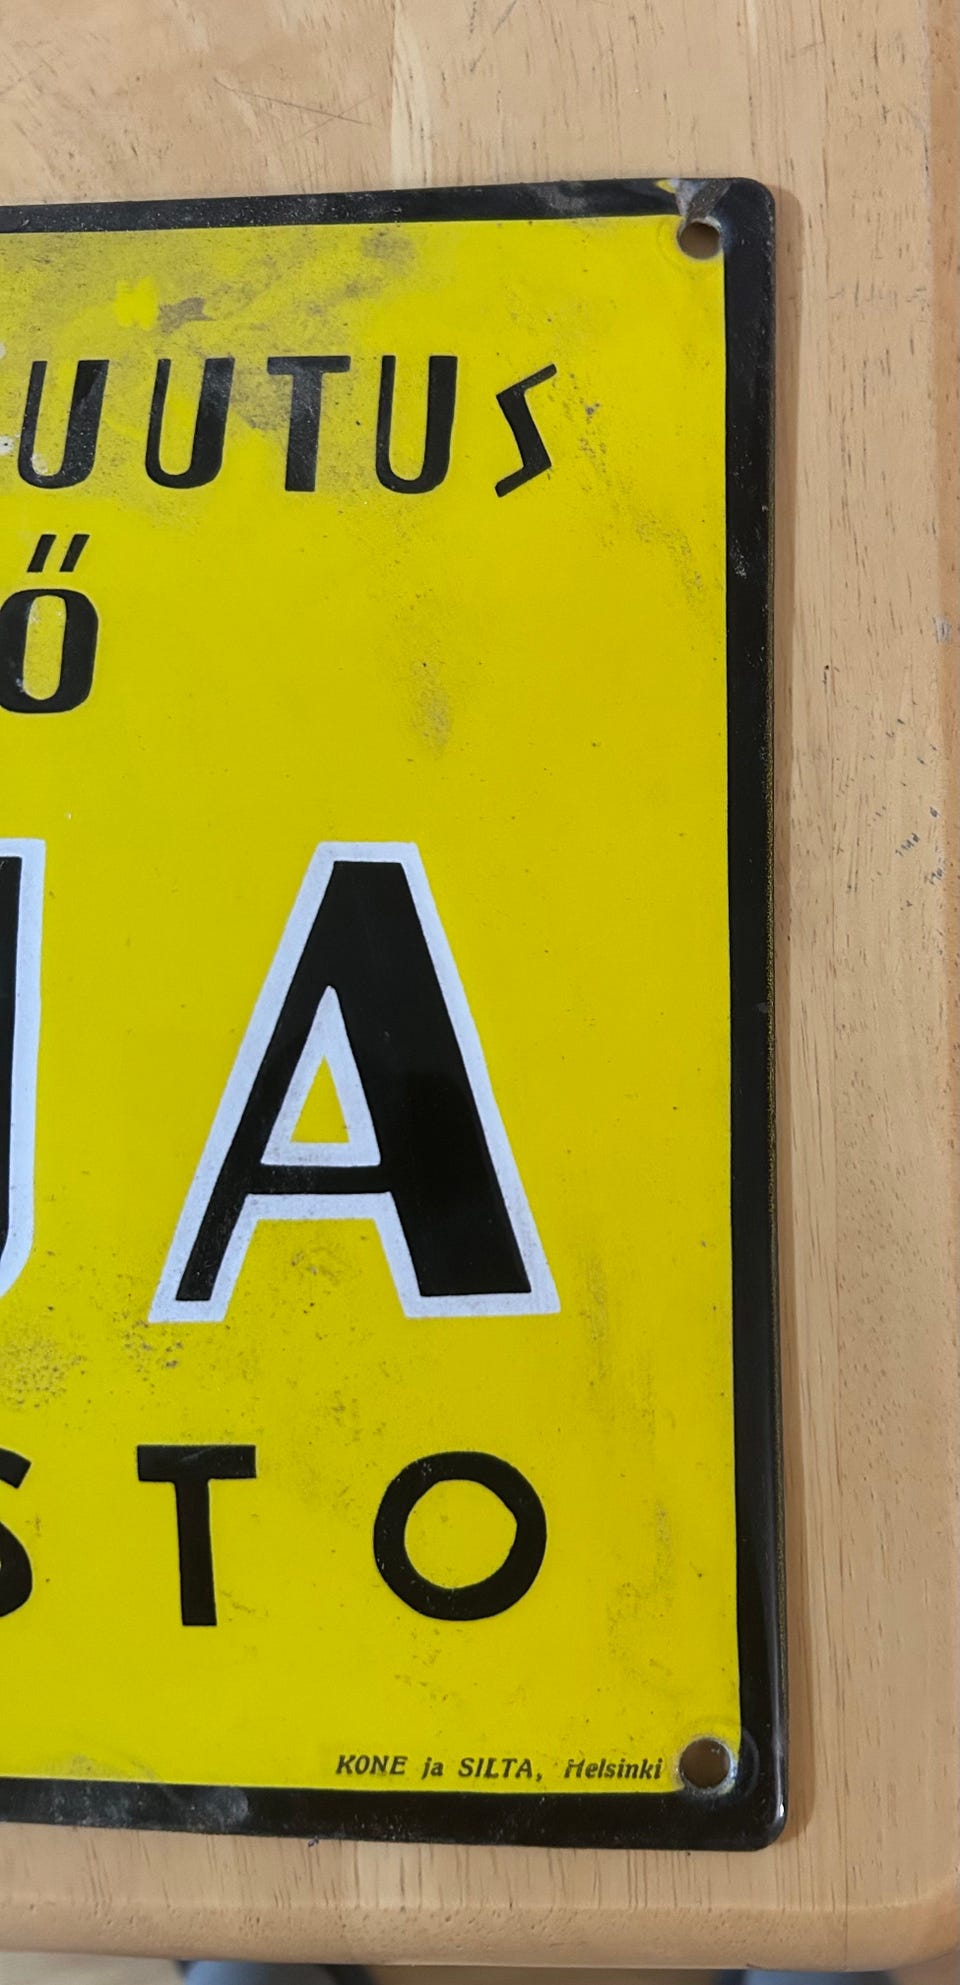 UUTUS
Ö
JA
STO
KONE ja SILTA, Helsinki